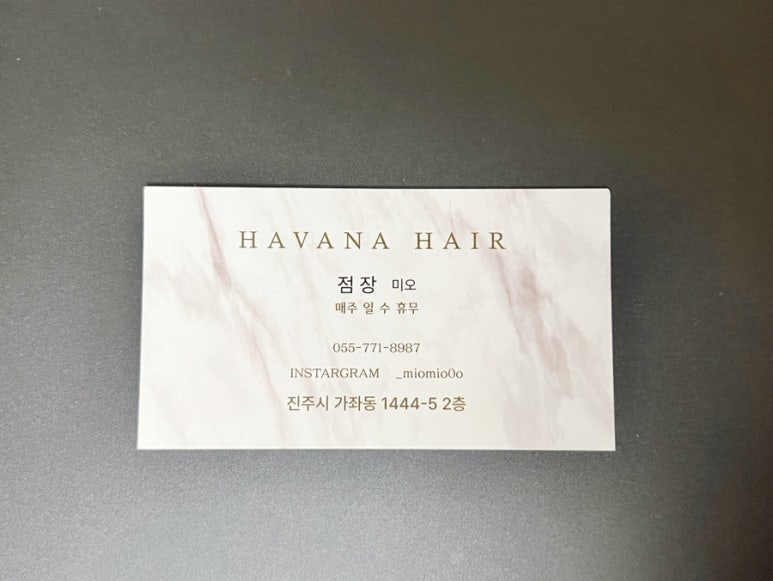 HAVANA HAIR
점장 미오
매주 일 수 휴무
055-771-8987
INSTARGRAM _miomio0o
진주시 가좌동 1444-5 2층